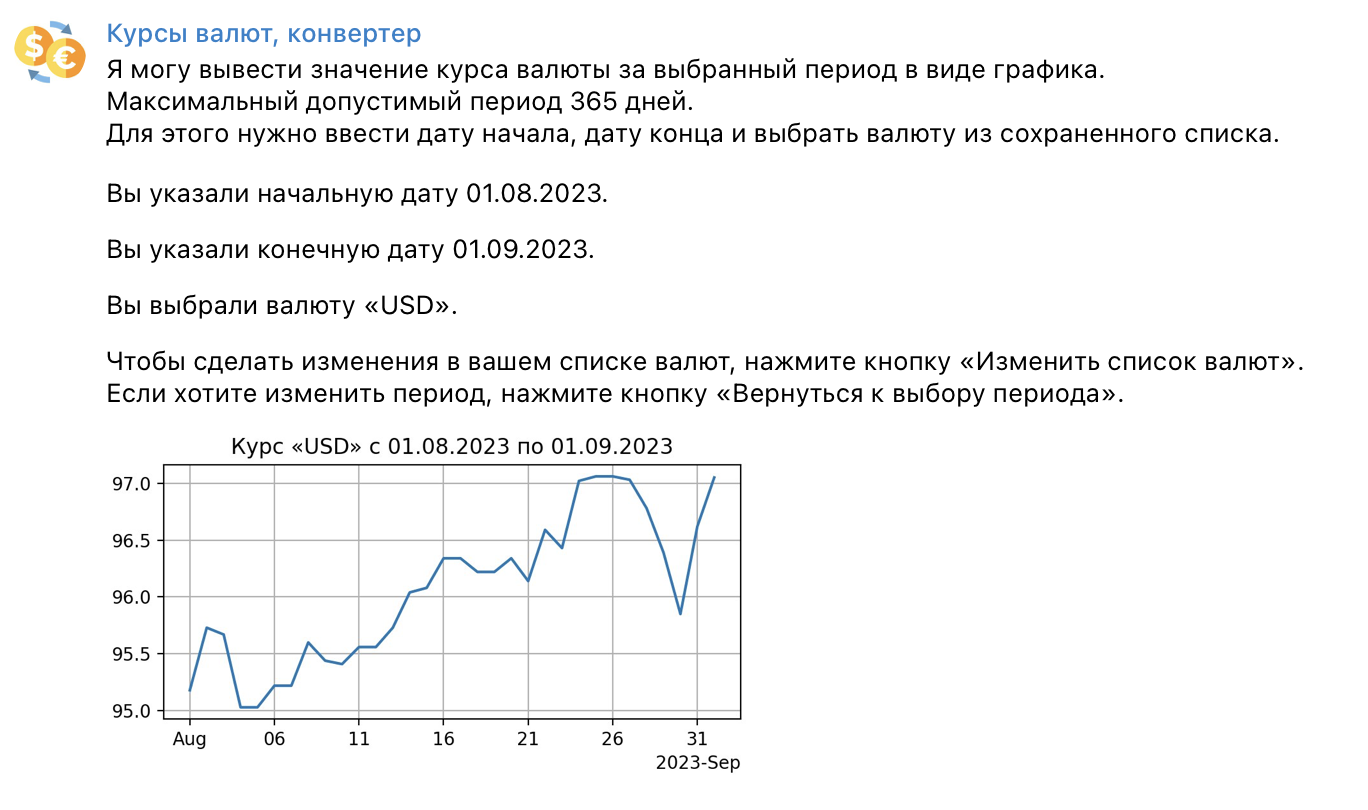 Курсы валют, конвертер
Я могу вывести значение курса валюты за выбранный период в виде графика.
Максимальный допустимый период 365 дней.
Для этого нужно ввести дату начала, дату конца и выбрать валюту из сохраненного списка.
Вы указали начальную дату 01.08.2023.
Вы указали конечную дату 01.09.2023.
Вы выбрали валюту «USD».
Чтобы сделать изменения в вашем списке валют, нажмите кнопку «Изменить список валют».
Если хотите изменить период, нажмите кнопку «Вернуться к выбору периода».
Курс «USD» с 01.08.2023 по 01.09.2023
97.0
96.5
96.0
95.5
95.0
Aug 06 11 16 21 26 31
2023-Sep